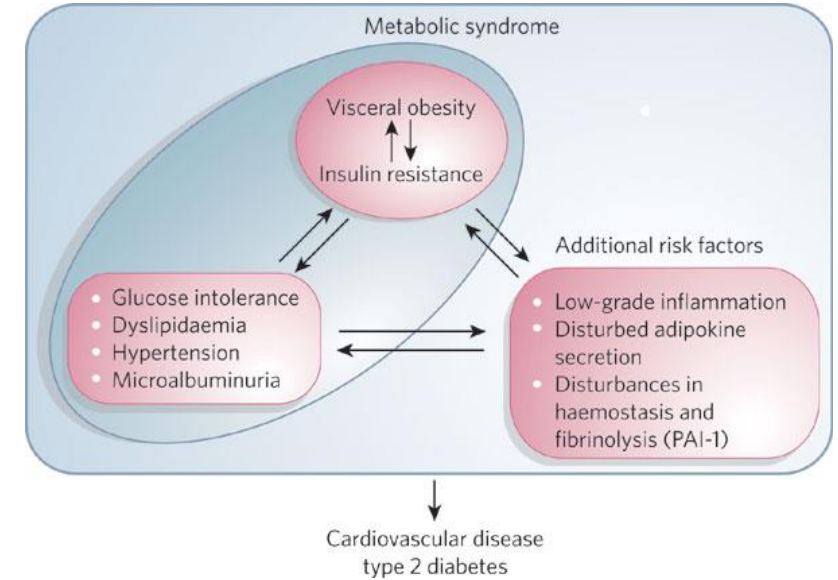 Metabolic syndrome
Visceral obesity
Insulin resistance
Additional risk factors
• Glucose intolerance
• Dyslipidaemia
• Hypertension
• Microalbuminuria
• Low-grade inflammation
• Disturbed adipokine
secretion
• Disturbances in
haemostasis and
fibrinolysis (PAI-1)
Cardiovascular disease
type 2 diabetes